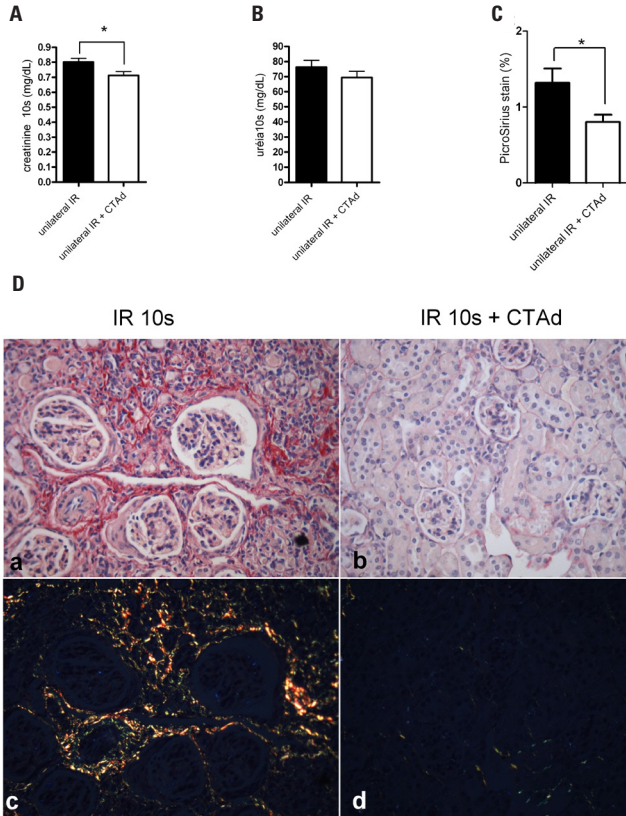 A
*
creatinine 10s (mg/dL)
0.9
0.8
0.7
0.6
0.5
0.4
0.3
0.2
0.1
0.0
unilateral IR
unilateral IR + CTAd
B
uréia10s (mg/dL)
90
80
70
60
50
40
30
20
10
0
unilateral IR
unilateral IR + CTAd
C
*
PicroSirius stain (%)
2
1
0
unilateral IR
unilateral IR + CTAd
D
IR 10s
IR 10s + CTAd
a
b
c
d